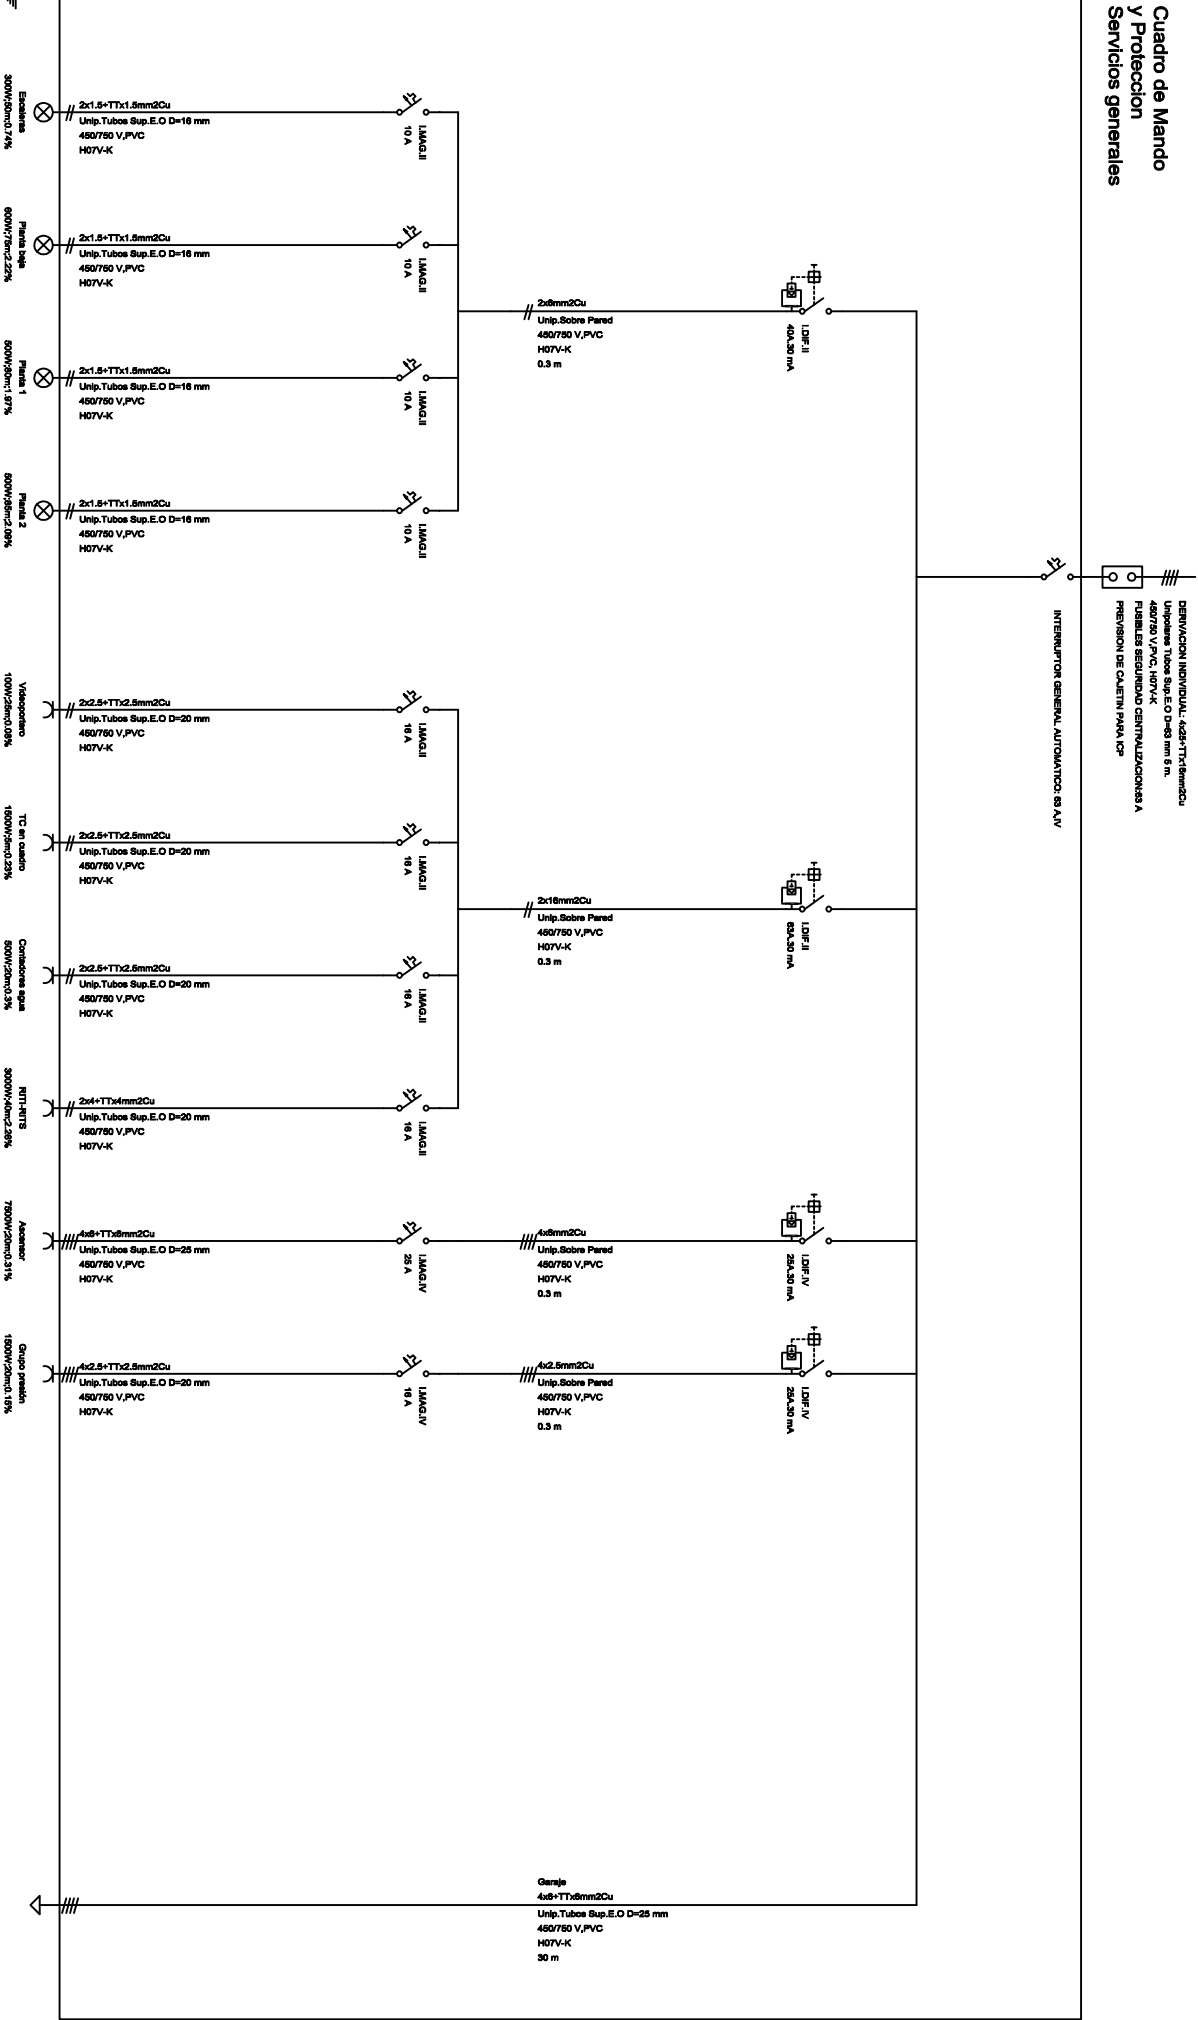 Cuadro de Mando
y Proteccion
Servicios generales
DERIVACION INDIVIDUAL: 4x25+TTx16mm2Cu
Unipolares Tubos Sup.E.O D=63 mm 5 m.
450/750 V,PVC, H07V-K
FUSIBLES SEGURIDAD CENTRALIZACION:63 A
PREVISION DE CAJETIN PARA ICP
INTERRUPTOR GENERAL AUTOMATICO: 63 A,IV
I.DIF.II
40A.30 mA
2x6mm2Cu
Unip.Sobre Pared
450/750 V,PVC
H07V-K
0.3 m
I.MAG.II
10 A
2x1.5+TTx1.5mm2Cu
Unip.Tubos Sup.E.O D=16 mm
450/750 V,PVC
H07V-K
Escaleras
300W;50m;0.74%
I.MAG.II
10 A
2x1.5+TTx1.5mm2Cu
Unip.Tubos Sup.E.O D=16 mm
450/750 V,PVC
H07V-K
Planta baja
600W;75m;2.22%
I.MAG.II
10 A
2x1.5+TTx1.5mm2Cu
Unip.Tubos Sup.E.O D=16 mm
450/750 V,PVC
H07V-K
Planta 1
500W;80m;1.97%
I.MAG.II
10 A
2x1.5+TTx1.5mm2Cu
Unip.Tubos Sup.E.O D=16 mm
450/750 V,PVC
H07V-K
Planta 2
500W;85m;2.09%
I.DIF.II
63A.30 mA
2x16mm2Cu
Unip.Sobre Pared
450/750 V,PVC
H07V-K
0.3 m
I.MAG.II
16 A
2x2.5+TTx2.5mm2Cu
Unip.Tubos Sup.E.O D=20 mm
450/750 V,PVC
H07V-K
Videoportero
100W;25m;0.08%
I.MAG.II
16 A
2x2.5+TTx2.5mm2Cu
Unip.Tubos Sup.E.O D=20 mm
450/750 V,PVC
H07V-K
TC en cuadro
1500W;5m;0.23%
I.MAG.II
16 A
2x2.5+TTx2.5mm2Cu
Unip.Tubos Sup.E.O D=20 mm
450/750 V,PVC
H07V-K
Contadores agua
500W;20m;0.3%
I.MAG.II
16 A
2x4+TTx4mm2Cu
Unip.Tubos Sup.E.O D=20 mm
450/750 V,PVC
H07V-K
RITI-RITS
3000W;40m;2.26%
I.DIF.IV
25A.30 mA
4x6mm2Cu
Unip.Sobre Pared
450/750 V,PVC
H07V-K
0.3 m
I.MAG.IV
25 A
4x6+TTx6mm2Cu
Unip.Tubos Sup.E.O D=25 mm
450/750 V,PVC
H07V-K
Ascensor
7500W;20m;0.31%
I.DIF.IV
25A.30 mA
4x2.5mm2Cu
Unip.Sobre Pared
450/750 V,PVC
H07V-K
0.3 m
I.MAG.IV
16 A
4x2.5+TTx2.5mm2Cu
Unip.Tubos Sup.E.O D=20 mm
450/750 V,PVC
H07V-K
Grupo presión
1500W;20m;0.15%
Garaje
4x6+TTx6mm2Cu
Unip.Tubos Sup.E.O D=25 mm
450/750 V,PVC
H07V-K
30 m